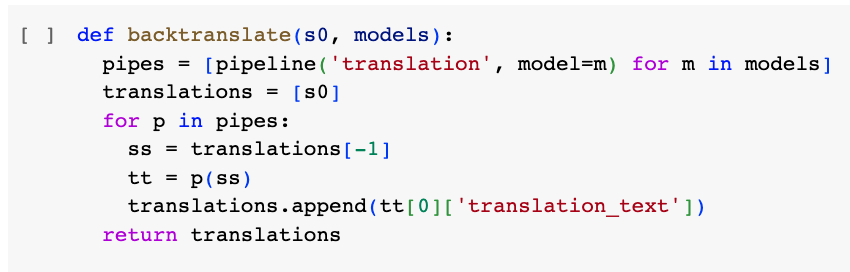 [ ] def backtranslate(s0, models):
  pipes = [pipeline('translation', model=m) for m in models]
  translations = [s0]
  for p in pipes:
    ss = translations[-1]
    tt = p(ss)
    translations.append(tt[0]['translation_text'])
  return translations